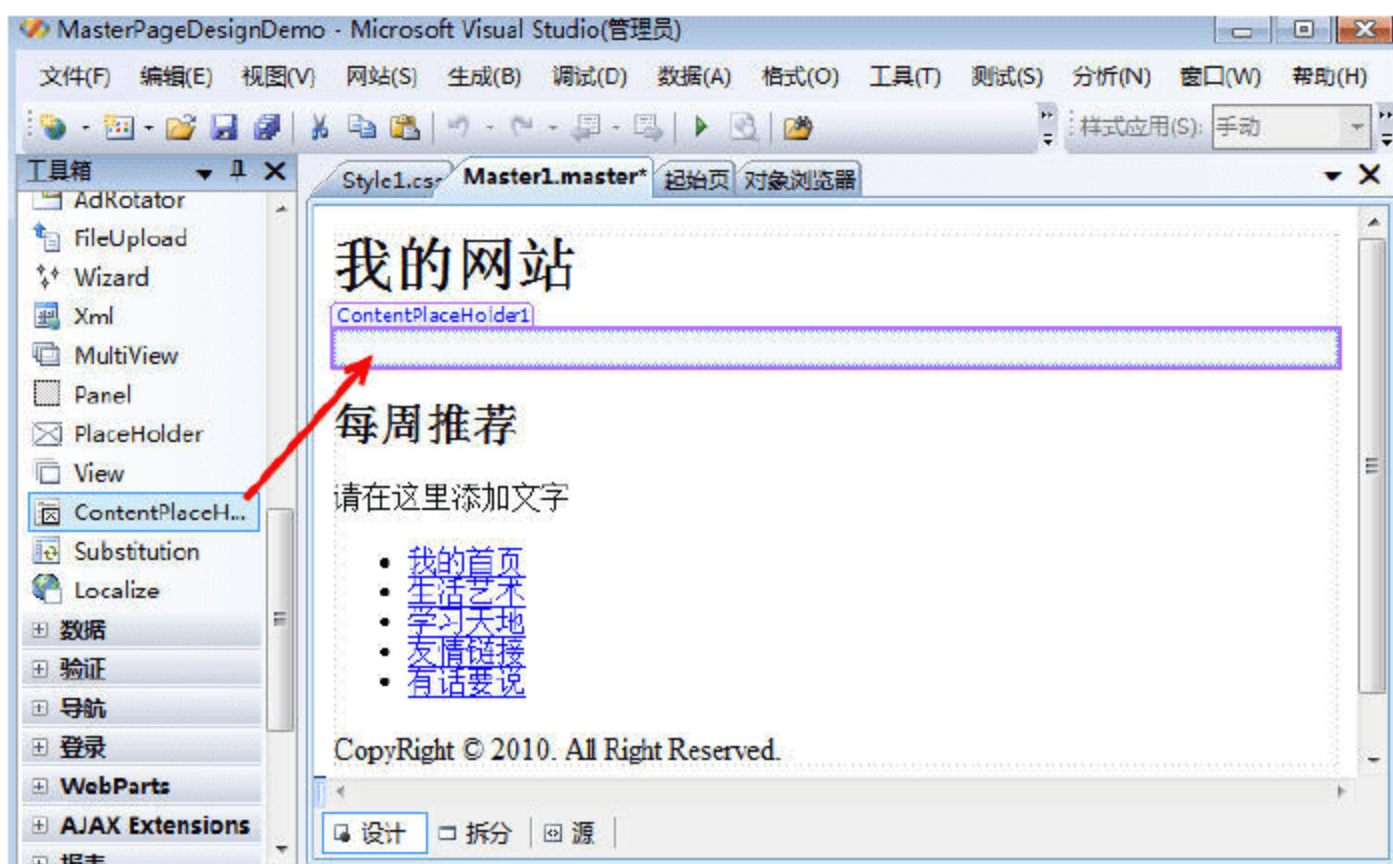 MasterPageDesignDemo - Microsoft Visual Studio(管理员)
文件(F) 编辑(E) 视图(V) 网站(S) 生成(B) 调试(D) 数据(A) 格式(O) 工具(T) 测试(S) 分析(N) 窗口(W) 帮助(H)
样式应用(S): 手动
工具箱
Style1.cs Master1.master* 起始页 对象浏览器
AdRotator
FileUpload
Wizard
Xml
MultiView
Panel
PlaceHolder
View
ContentPlaceH...
Substitution
Localize
数据
验证
导航
登录
WebParts
AJAX Extensions
报表
我的网站
ContentPlaceHolder1
每周推荐
请在这里添加文字
我的首页
生活艺术
学习天地
友情链接
有话要说
CopyRight © 2010. All Right Reserved.
设计 拆分 源